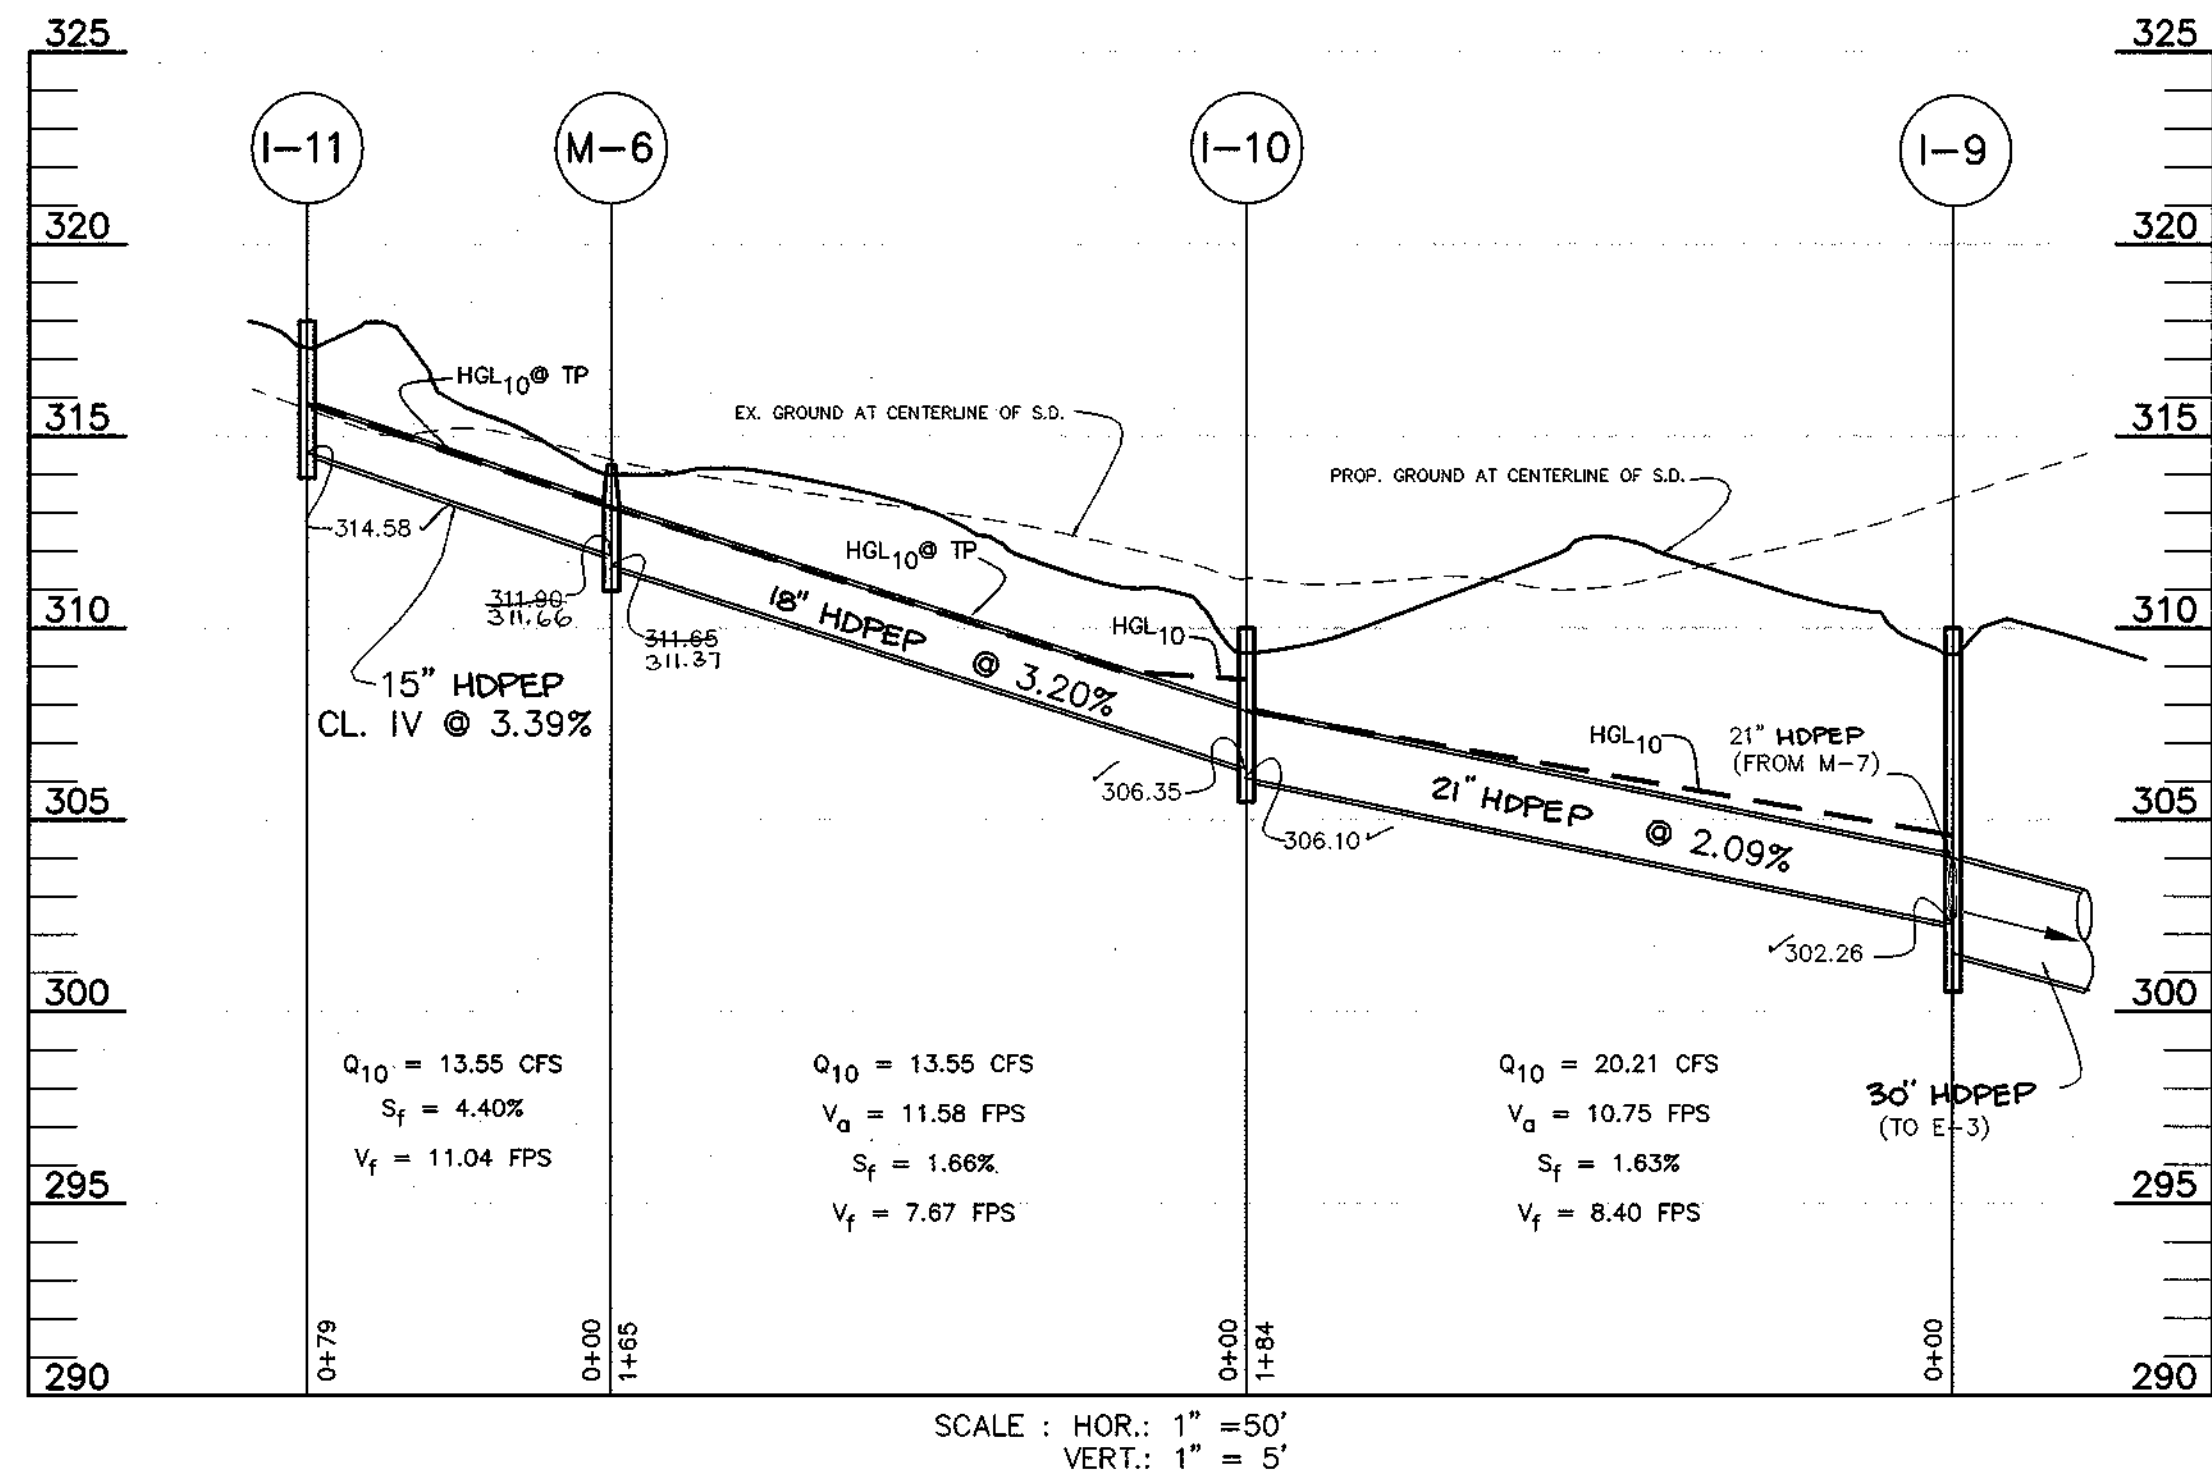 325
325
I-11
M-6
I-10
I-9
320
320
HGL10@ TP
EX. GROUND AT CENTERLINE OF S.D.
315
315
PROP. GROUND AT CENTERLINE OF S.D.
314.58
HGL10@ TP
311.90
311.66
311.65
311.37
310
310
18" HDPEP @ 3.20%
HGL10
15" HDPEP
CL. IV @ 3.39%
HGL10
21" HDPEP
(FROM M-7)
306.35
306.10
21" HDPEP @ 2.09%
305
305
302.26
300
300
Q10 = 13.55 CFS
Sf = 4.40%
Vf = 11.04 FPS
Q10 = 13.55 CFS
Va = 11.58 FPS
Sf = 1.66%
Vf = 7.67 FPS
Q10 = 20.21 CFS
Va = 10.75 FPS
Sf = 1.63%
Vf = 8.40 FPS
30" HDPEP
(TO E-3)
295
295
0+79
0+00
1+65
0+00
1+84
0+00
290
290
SCALE : HOR.: 1" =50'
VERT.: 1" = 5'